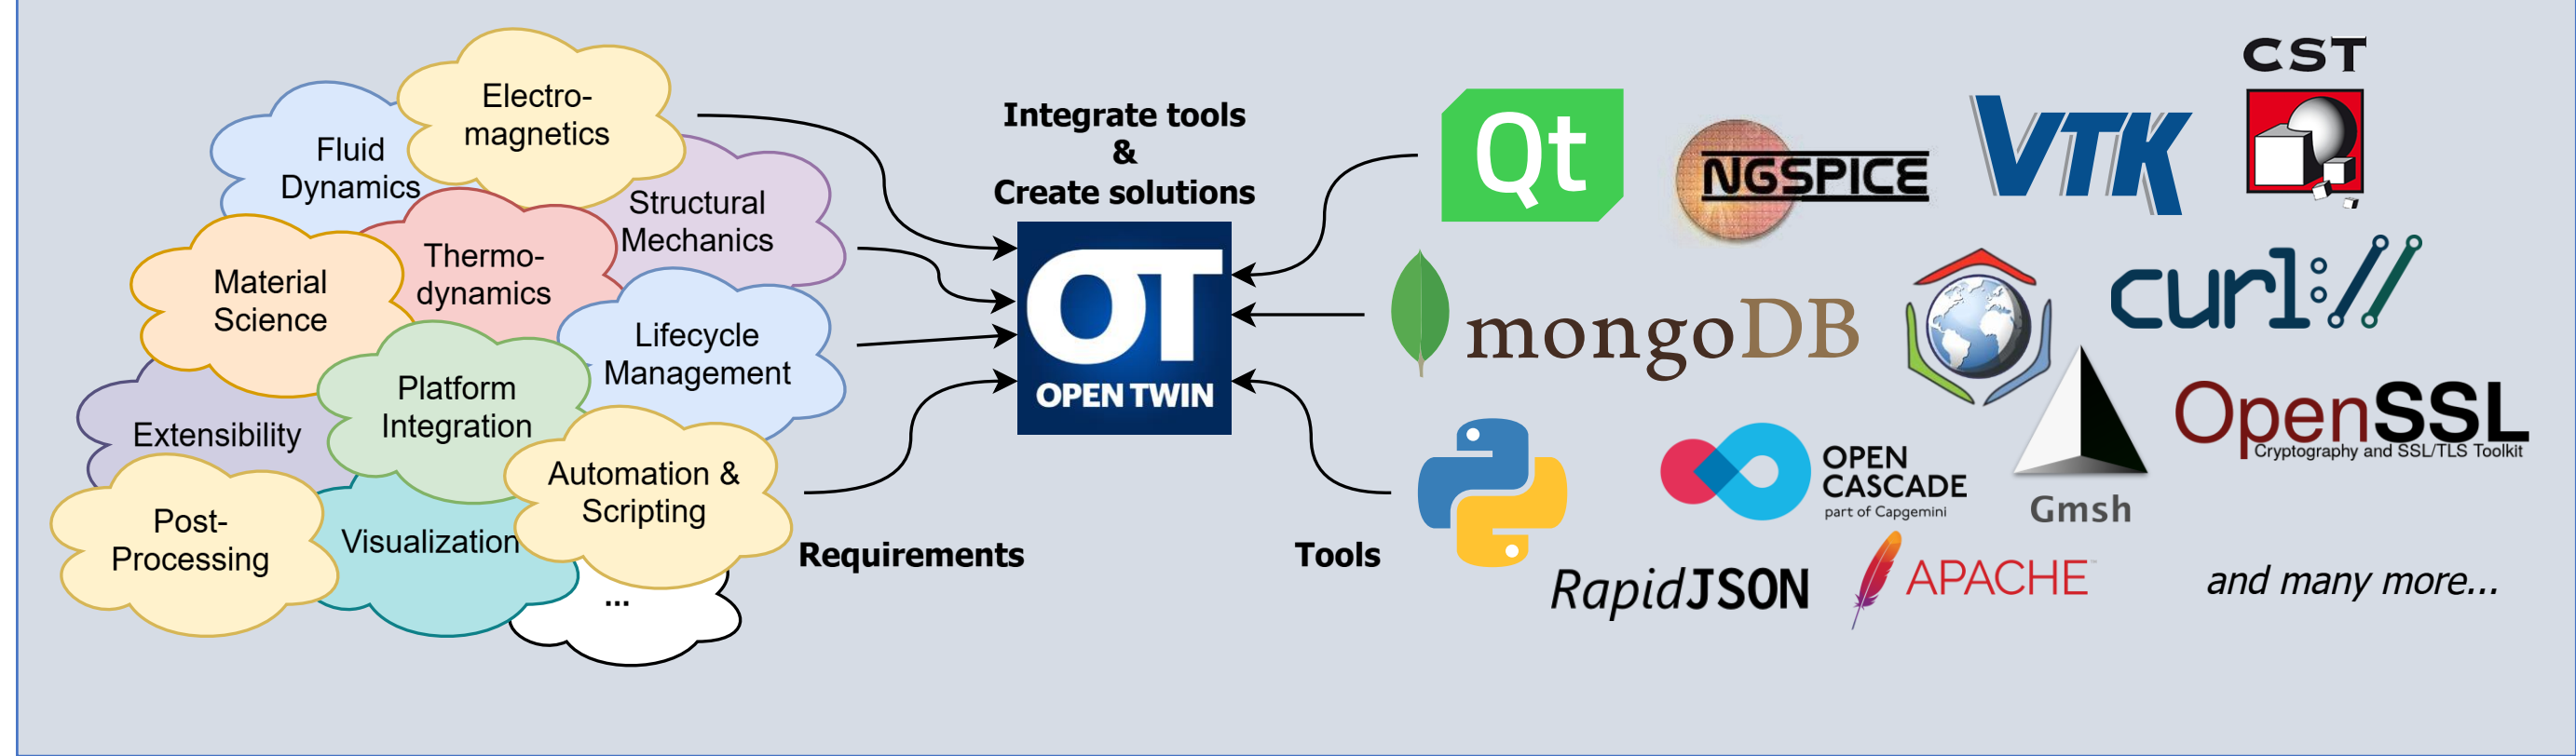 Electro-
magnetics
Fluid
Dynamics
Structural
Mechanics
Thermo-
dynamics
Material
Science
Lifecycle
Management
Platform
Integration
Extensibility
Automation &
Scripting
Post-
Processing
Visualization
...
Requirements
Integrate tools
&
Create solutions
OT
OPEN TWIN
Tools
Qt
NGSPICE
VTK
CST
mongoDB
curl://
OpenSSL
Cryptography and SSL/TLS Toolkit
OPEN
CASCADE
part of Capgemini
Gmsh
RapidJSON
APACHE™
and many more...